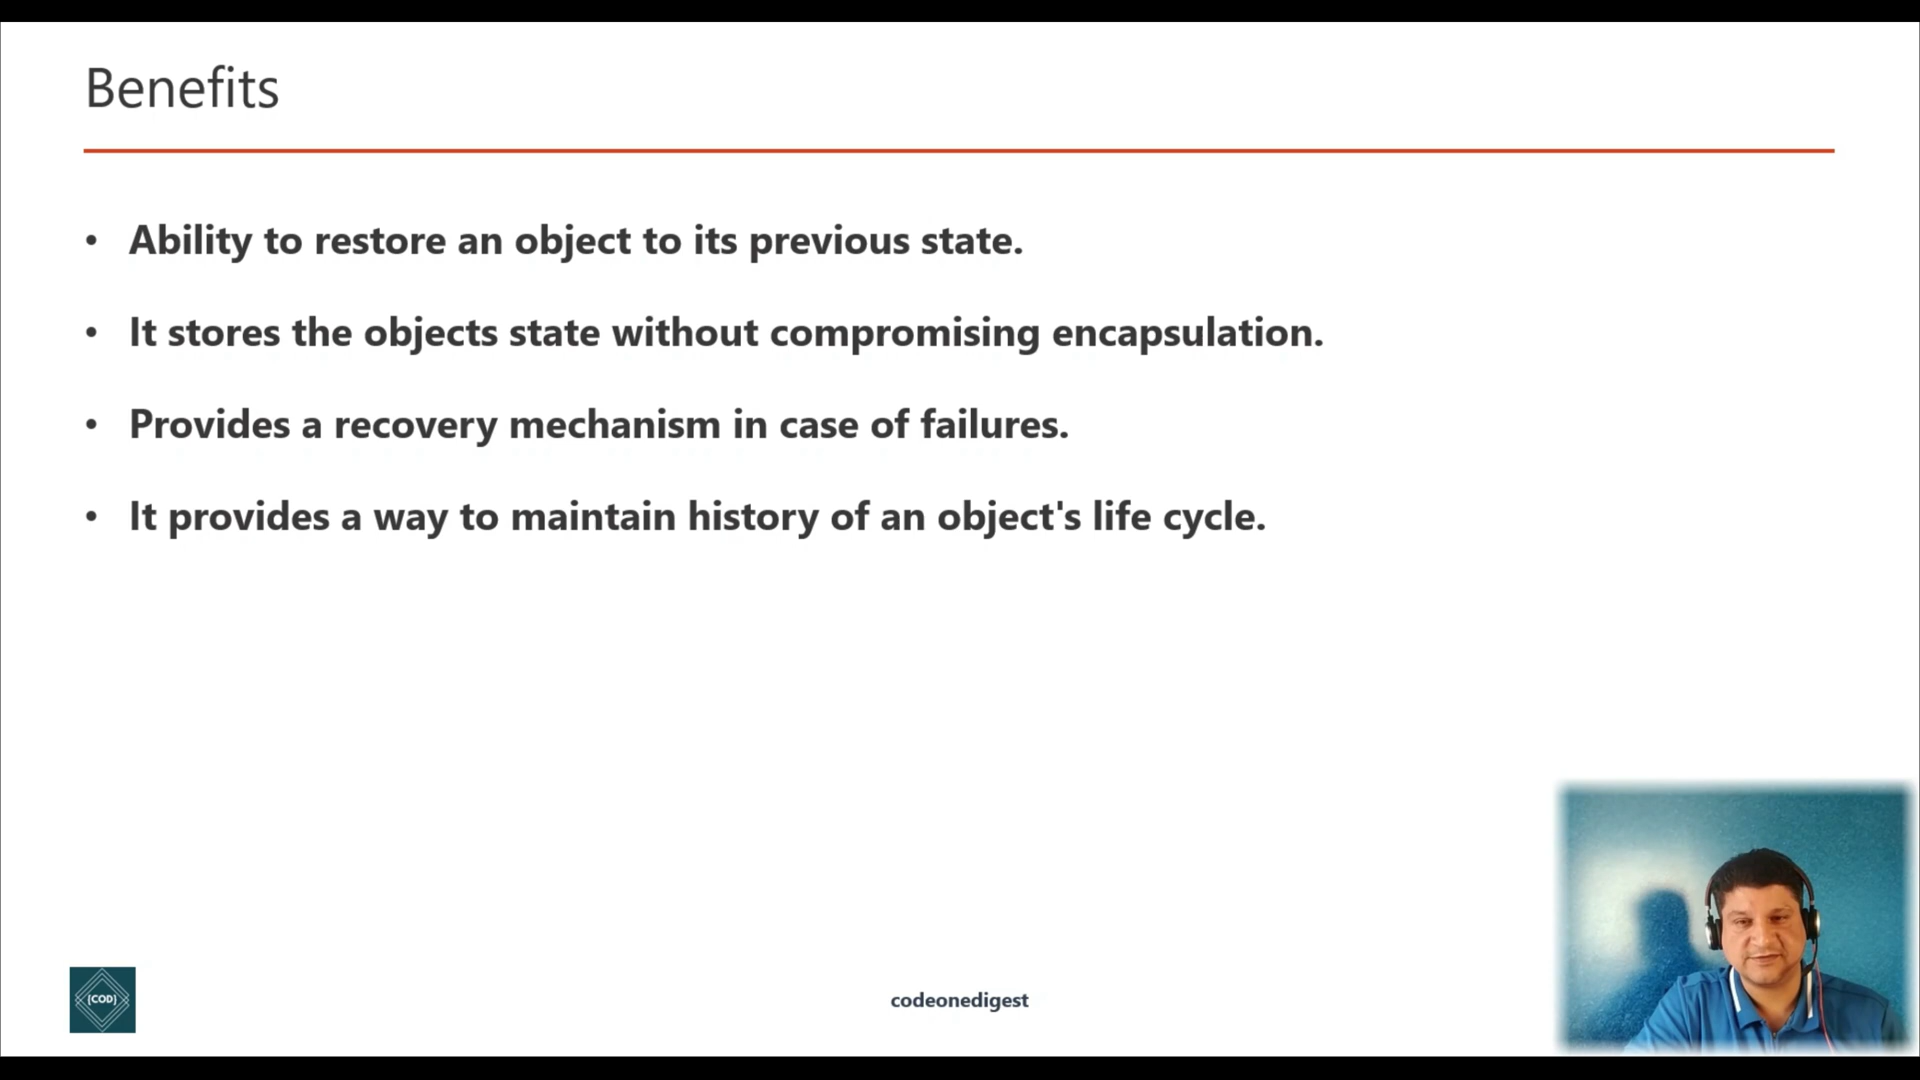 Benefits
• Ability to restore an object to its previous state.
• It stores the objects state without compromising encapsulation.
• Provides a recovery mechanism in case of failures.
• It provides a way to maintain history of an object's life cycle.
{COD}
codeonedigest